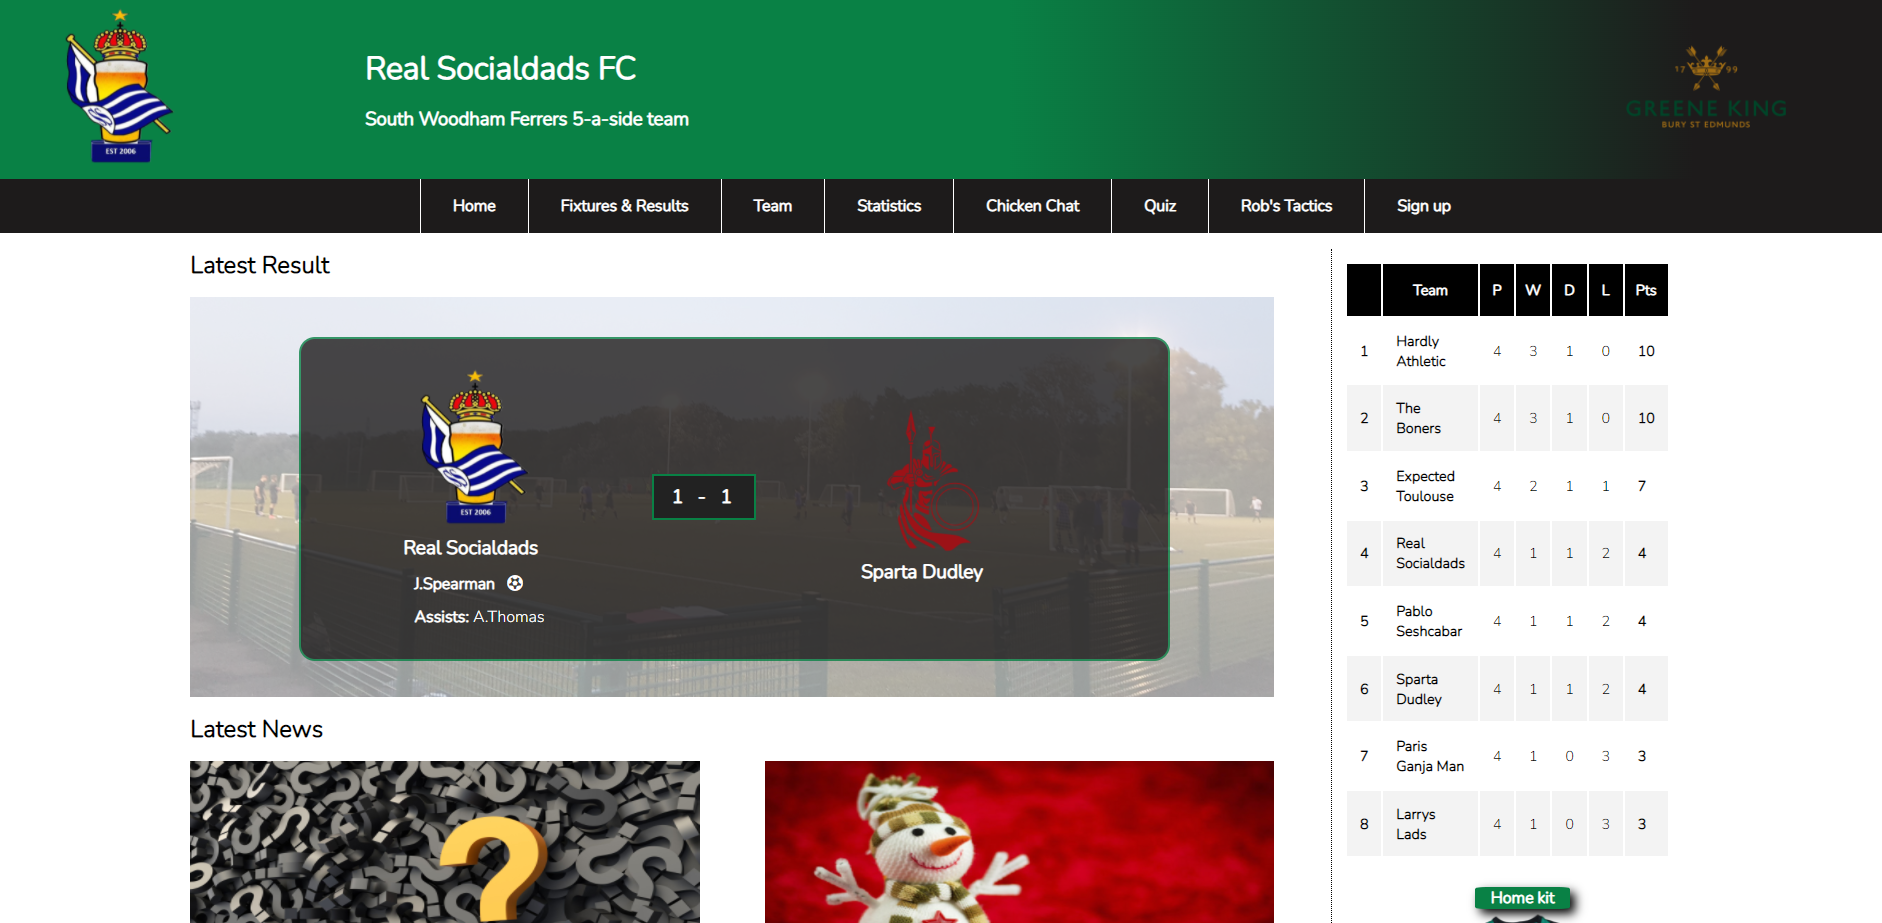 EST 2006
Real Socialdads FC
South Woodham Ferrers 5-a-side team
17 99
GREENE KING
BURY ST EDMUNDS
Home Fixtures & Results Team Statistics Chicken Chat Quiz Rob's Tactics Sign up
Latest Result
EST 2006
Real Socialdads
J.Spearman
Assists: A.Thomas
1 - 1
Sparta Dudley
Latest News
Team P W D L Pts
1 Hardly Athletic 4 3 1 0 10
2 The Boners 4 3 1 0 10
3 Expected Toulouse 4 2 1 1 7
4 Real Socialdads 4 1 1 2 4
5 Pablo Seshcabar 4 1 1 2 4
6 Sparta Dudley 4 1 1 2 4
7 Paris Ganja Man 4 1 0 3 3
8 Larrys Lads 4 1 0 3 3
Home kit